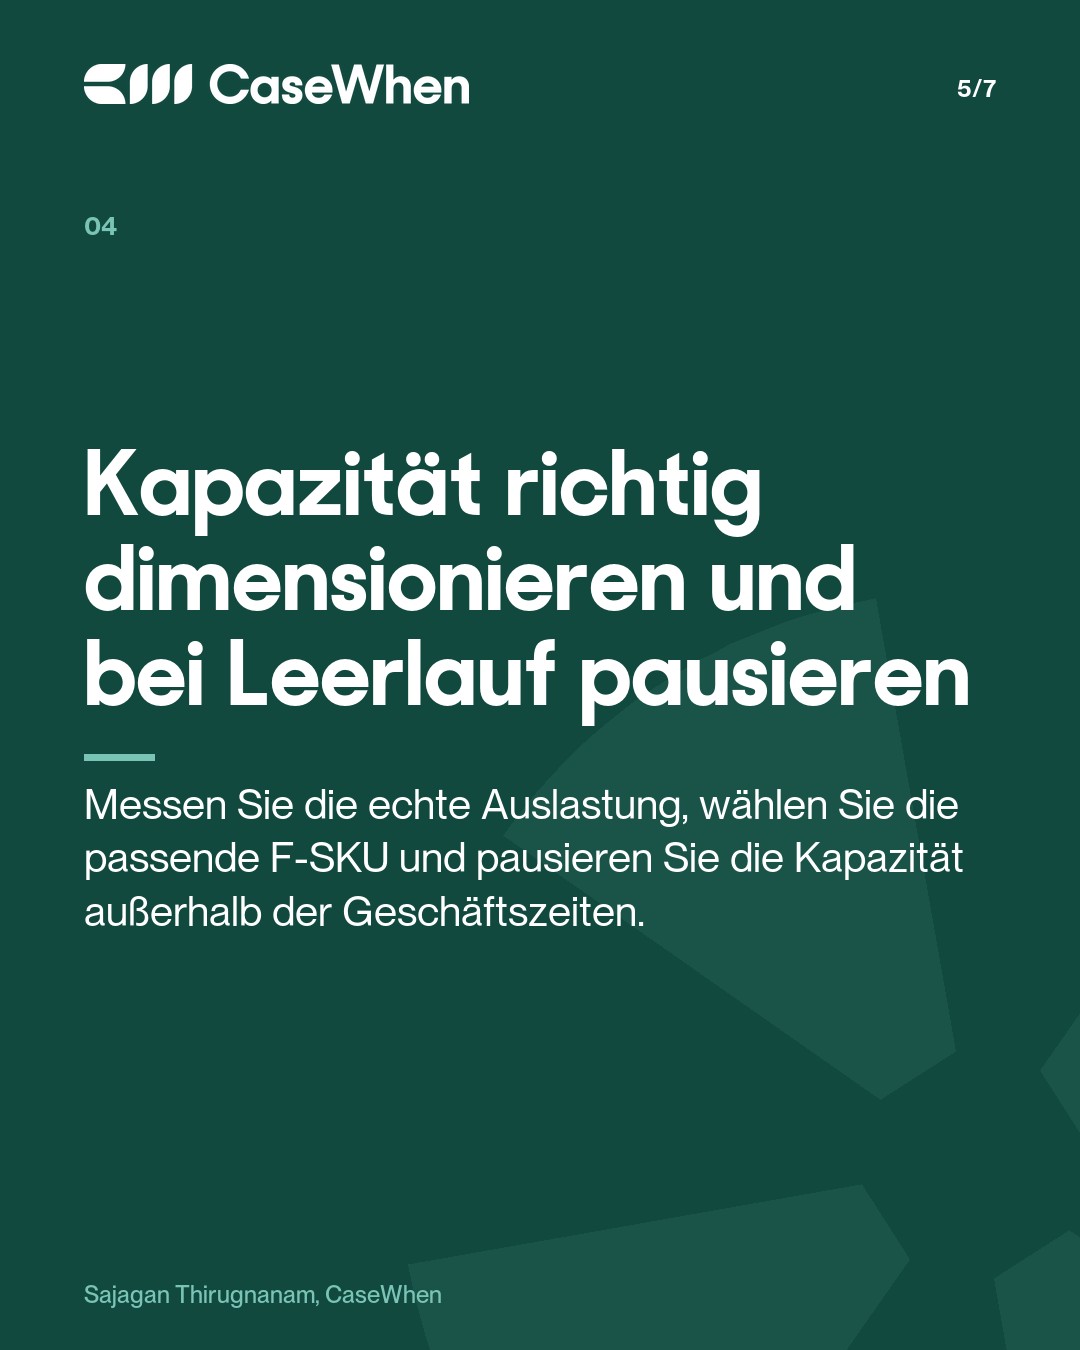 CaseWhen
5/7
04
Kapazität richtig
dimensionieren und
bei Leerlauf pausieren
Messen Sie die echte Auslastung, wählen Sie die
passende F-SKU und pausieren Sie die Kapazität
außerhalb der Geschäftszeiten.
Sajagan Thirugnanam, CaseWhen